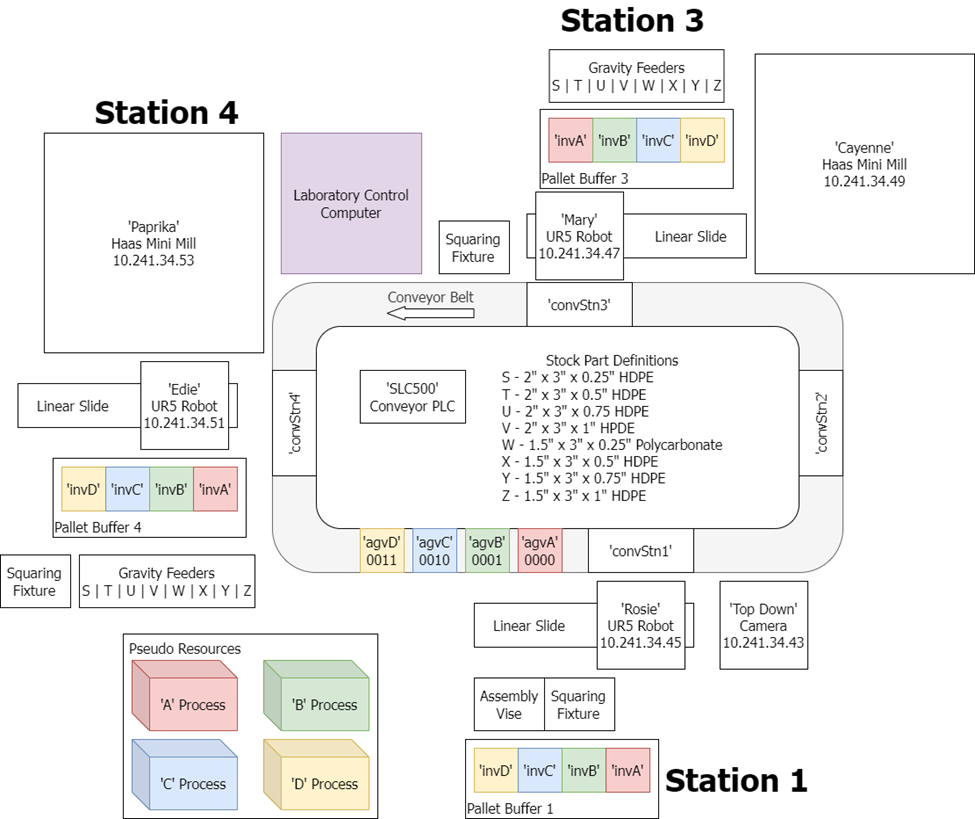 Station 3
Gravity Feeders
S | T | U | V | W | X | Y | Z
'invA' 'invB' 'invC' 'invD'
Pallet Buffer 3
'Cayenne'
Haas Mini Mill
10.241.34.49
Station 4
'Paprika'
Haas Mini Mill
10.241.34.53
Laboratory Control
Computer
Squaring
Fixture
'Mary'
UR5 Robot
10.241.34.47
Linear Slide
Conveyor Belt
'convStn3'
'SLC500'
Conveyor PLC
Stock Part Definitions
S - 2" x 3" x 0.25" HDPE
T - 2" x 3" x 0.5" HDPE
U - 2" x 3" x 0.75 HDPE
V - 2" x 3" x 1" HPDE
W - 1.5" x 3" x 0.25" Polycarbonate
X - 1.5" x 3" x 0.5" HDPE
Y - 1.5" x 3" x 0.75" HDPE
Z - 1.5" x 3" x 1" HDPE
'convStn4'
'convStn2'
Linear Slide
'Edie'
UR5 Robot
10.241.34.51
'invD' 'invC' 'invB' 'invA'
Pallet Buffer 4
Squaring
Fixture
Gravity Feeders
S | T | U | V | W | X | Y | Z
'agvD' 'agvC' 'agvB' 'agvA'
0011 0010 0001 0000
'convStn1'
Linear Slide
'Rosie'
UR5 Robot
10.241.34.45
'Top Down'
Camera
10.241.34.43
Pseudo Resources
'A' Process
'B' Process
'C' Process
'D' Process
Assembly
Vise
Squaring
Fixture
'invD' 'invC' 'invB' 'invA'
Pallet Buffer 1
Station 1